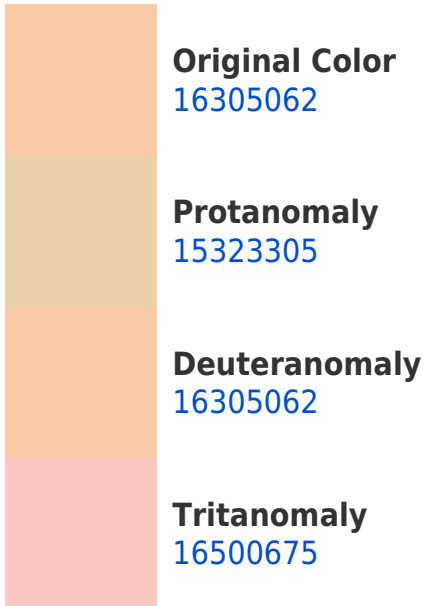 Original Color
16305062
Protanomaly
15323305
Deuteranomaly
16305062
Tritanomaly
16500675